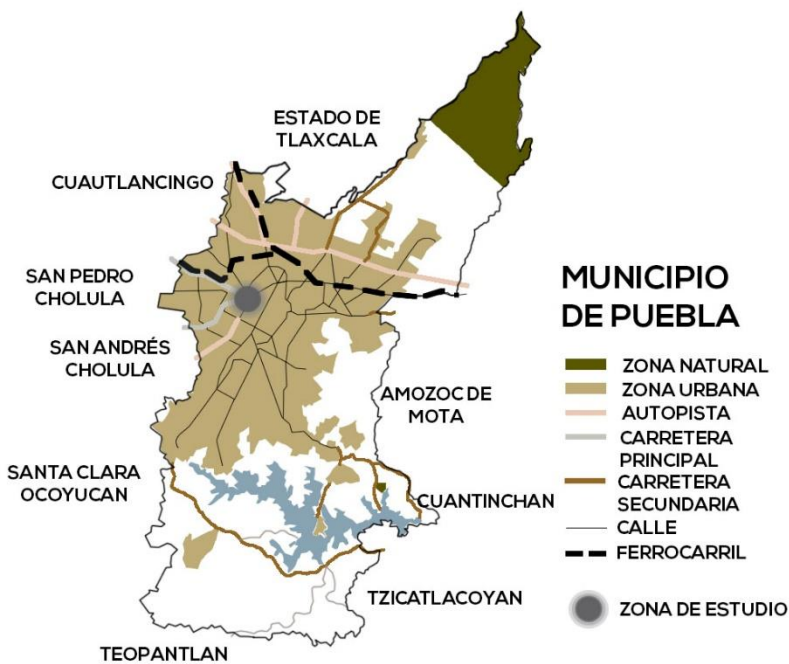 ESTADO DE
TLAXCALA
CUAUTLANCINGO
SAN PEDRO
CHOLULA
SAN ANDRÉS
CHOLULA
AMOZOC DE
MOTA
SANTA CLARA
OCOYUCAN
CUANTINCHAN
TZICATLACOYAN
TEOPANTLAN
MUNICIPIO
DE PUEBLA
ZONA NATURAL
ZONA URBANA
AUTOPISTA
CARRETERA
PRINCIPAL
CARRETERA
SECUNDARIA
CALLE
FERROCARRIL
ZONA DE ESTUDIO